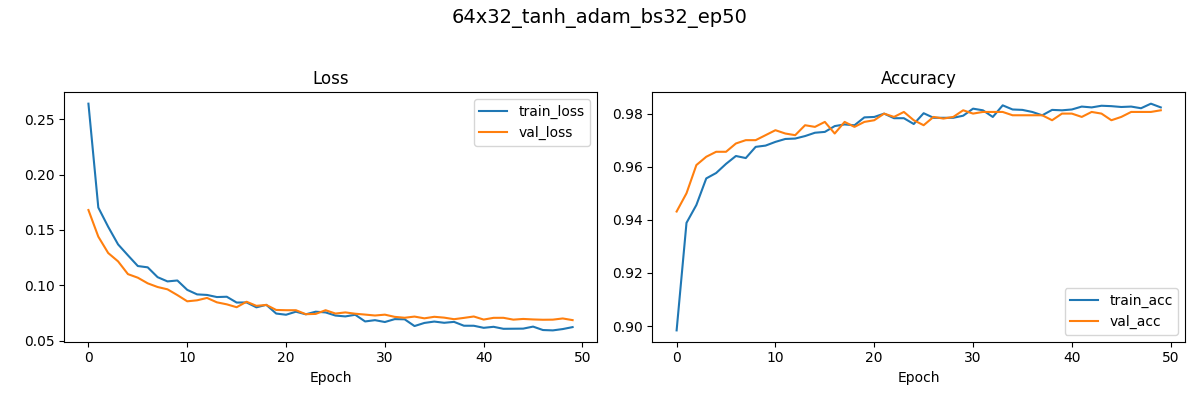 64x32_tanh_adam_bs32_ep50
Loss
train_loss
val_loss
0.25
0.20
0.15
0.10
0.05
0 10 20 30 40 50
Epoch
Accuracy
0.98
0.96
0.94
0.92
0.90
train_acc
val_acc
0 10 20 30 40 50
Epoch